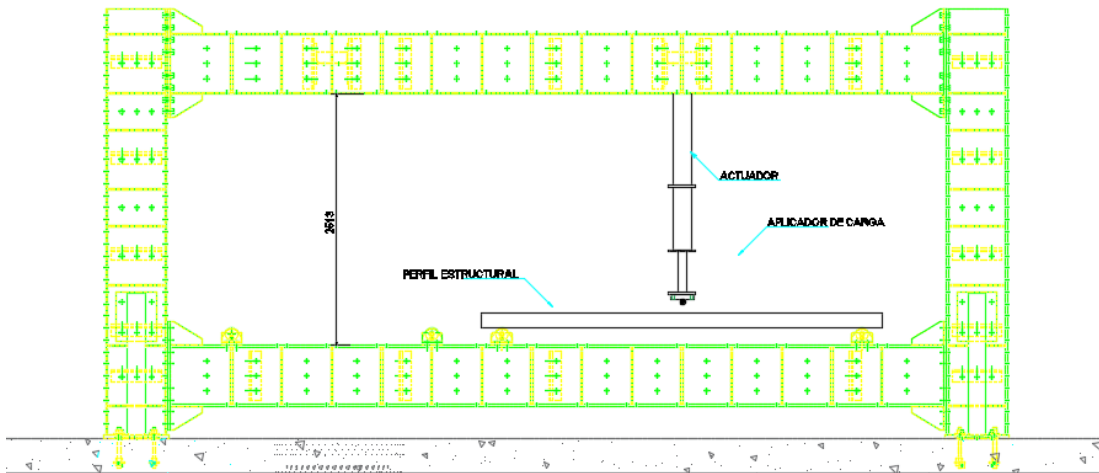 ACTUADOR
APLICADOR DE CARGA
2613
PERFIL ESTRUCTURAL